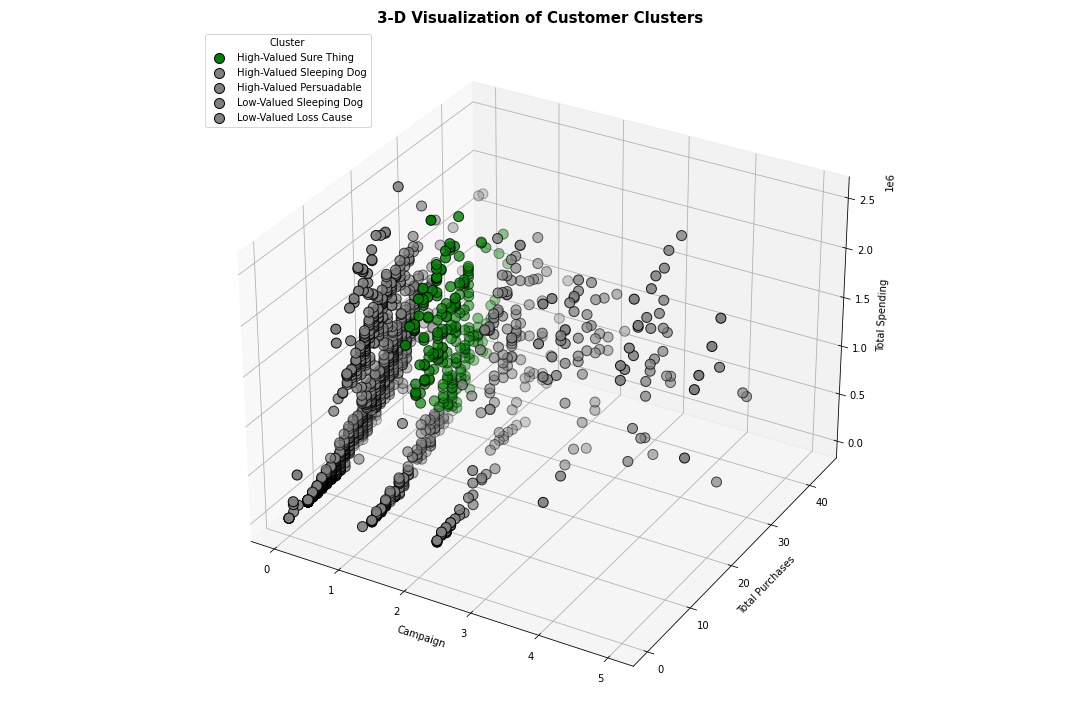 3-D Visualization of Customer Clusters
Cluster
High-Valued Sure Thing
High-Valued Sleeping Dog
High-Valued Persuadable
Low-Valued Sleeping Dog
Low-Valued Loss Cause
1e6
2.5
2.0
1.5
1.0
0.5
0.0
Total Spending
40
30
20
10
0
Total Purchases
0
1
2
3
4
5
Campaign